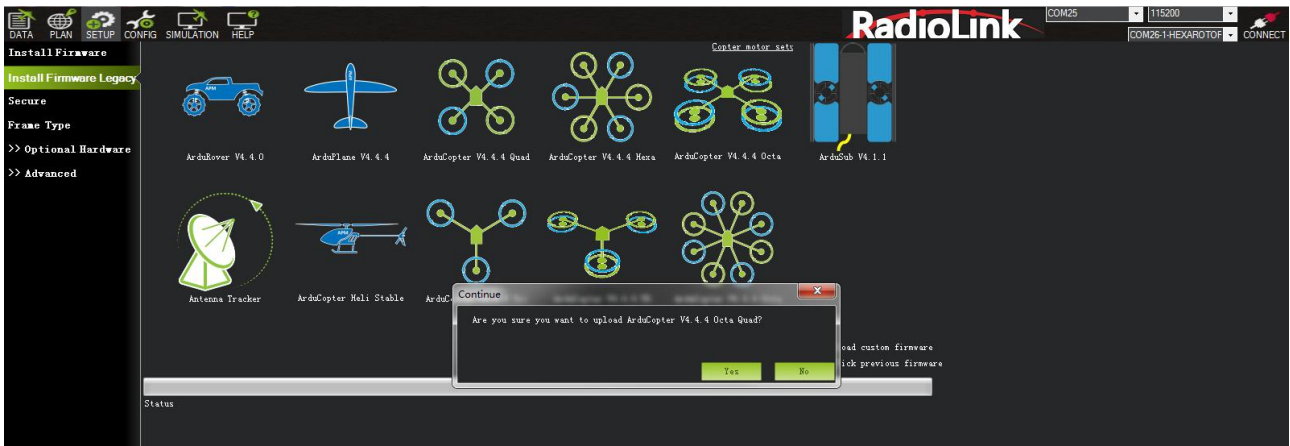 DATA PLAN SETUP CONFIG SIMULATION HELP
RadioLink
COM25 115200
COM26-1-HEXAROTOF CONNECT
Install Firmware
Install Firmware Legacy
Secure
Frame Type
>> Optional Hardware
>> Advanced
Copter motor sets
APM
ArduRover V4.4.0 ArduPlane V4.4.4 ArduCopter V4.4.4 Quad ArduCopter V4.4.4 Hexa ArduCopter V4.4.4 Octa ArduSub V4.1.1
APM
Antenna Tracker ArduCopter Heli Stable
Continue
Are you sure you want to upload ArduCopter V4.4.4 Octa Quad?
Yes No
oad custom firmware
ick previous firmware
Status